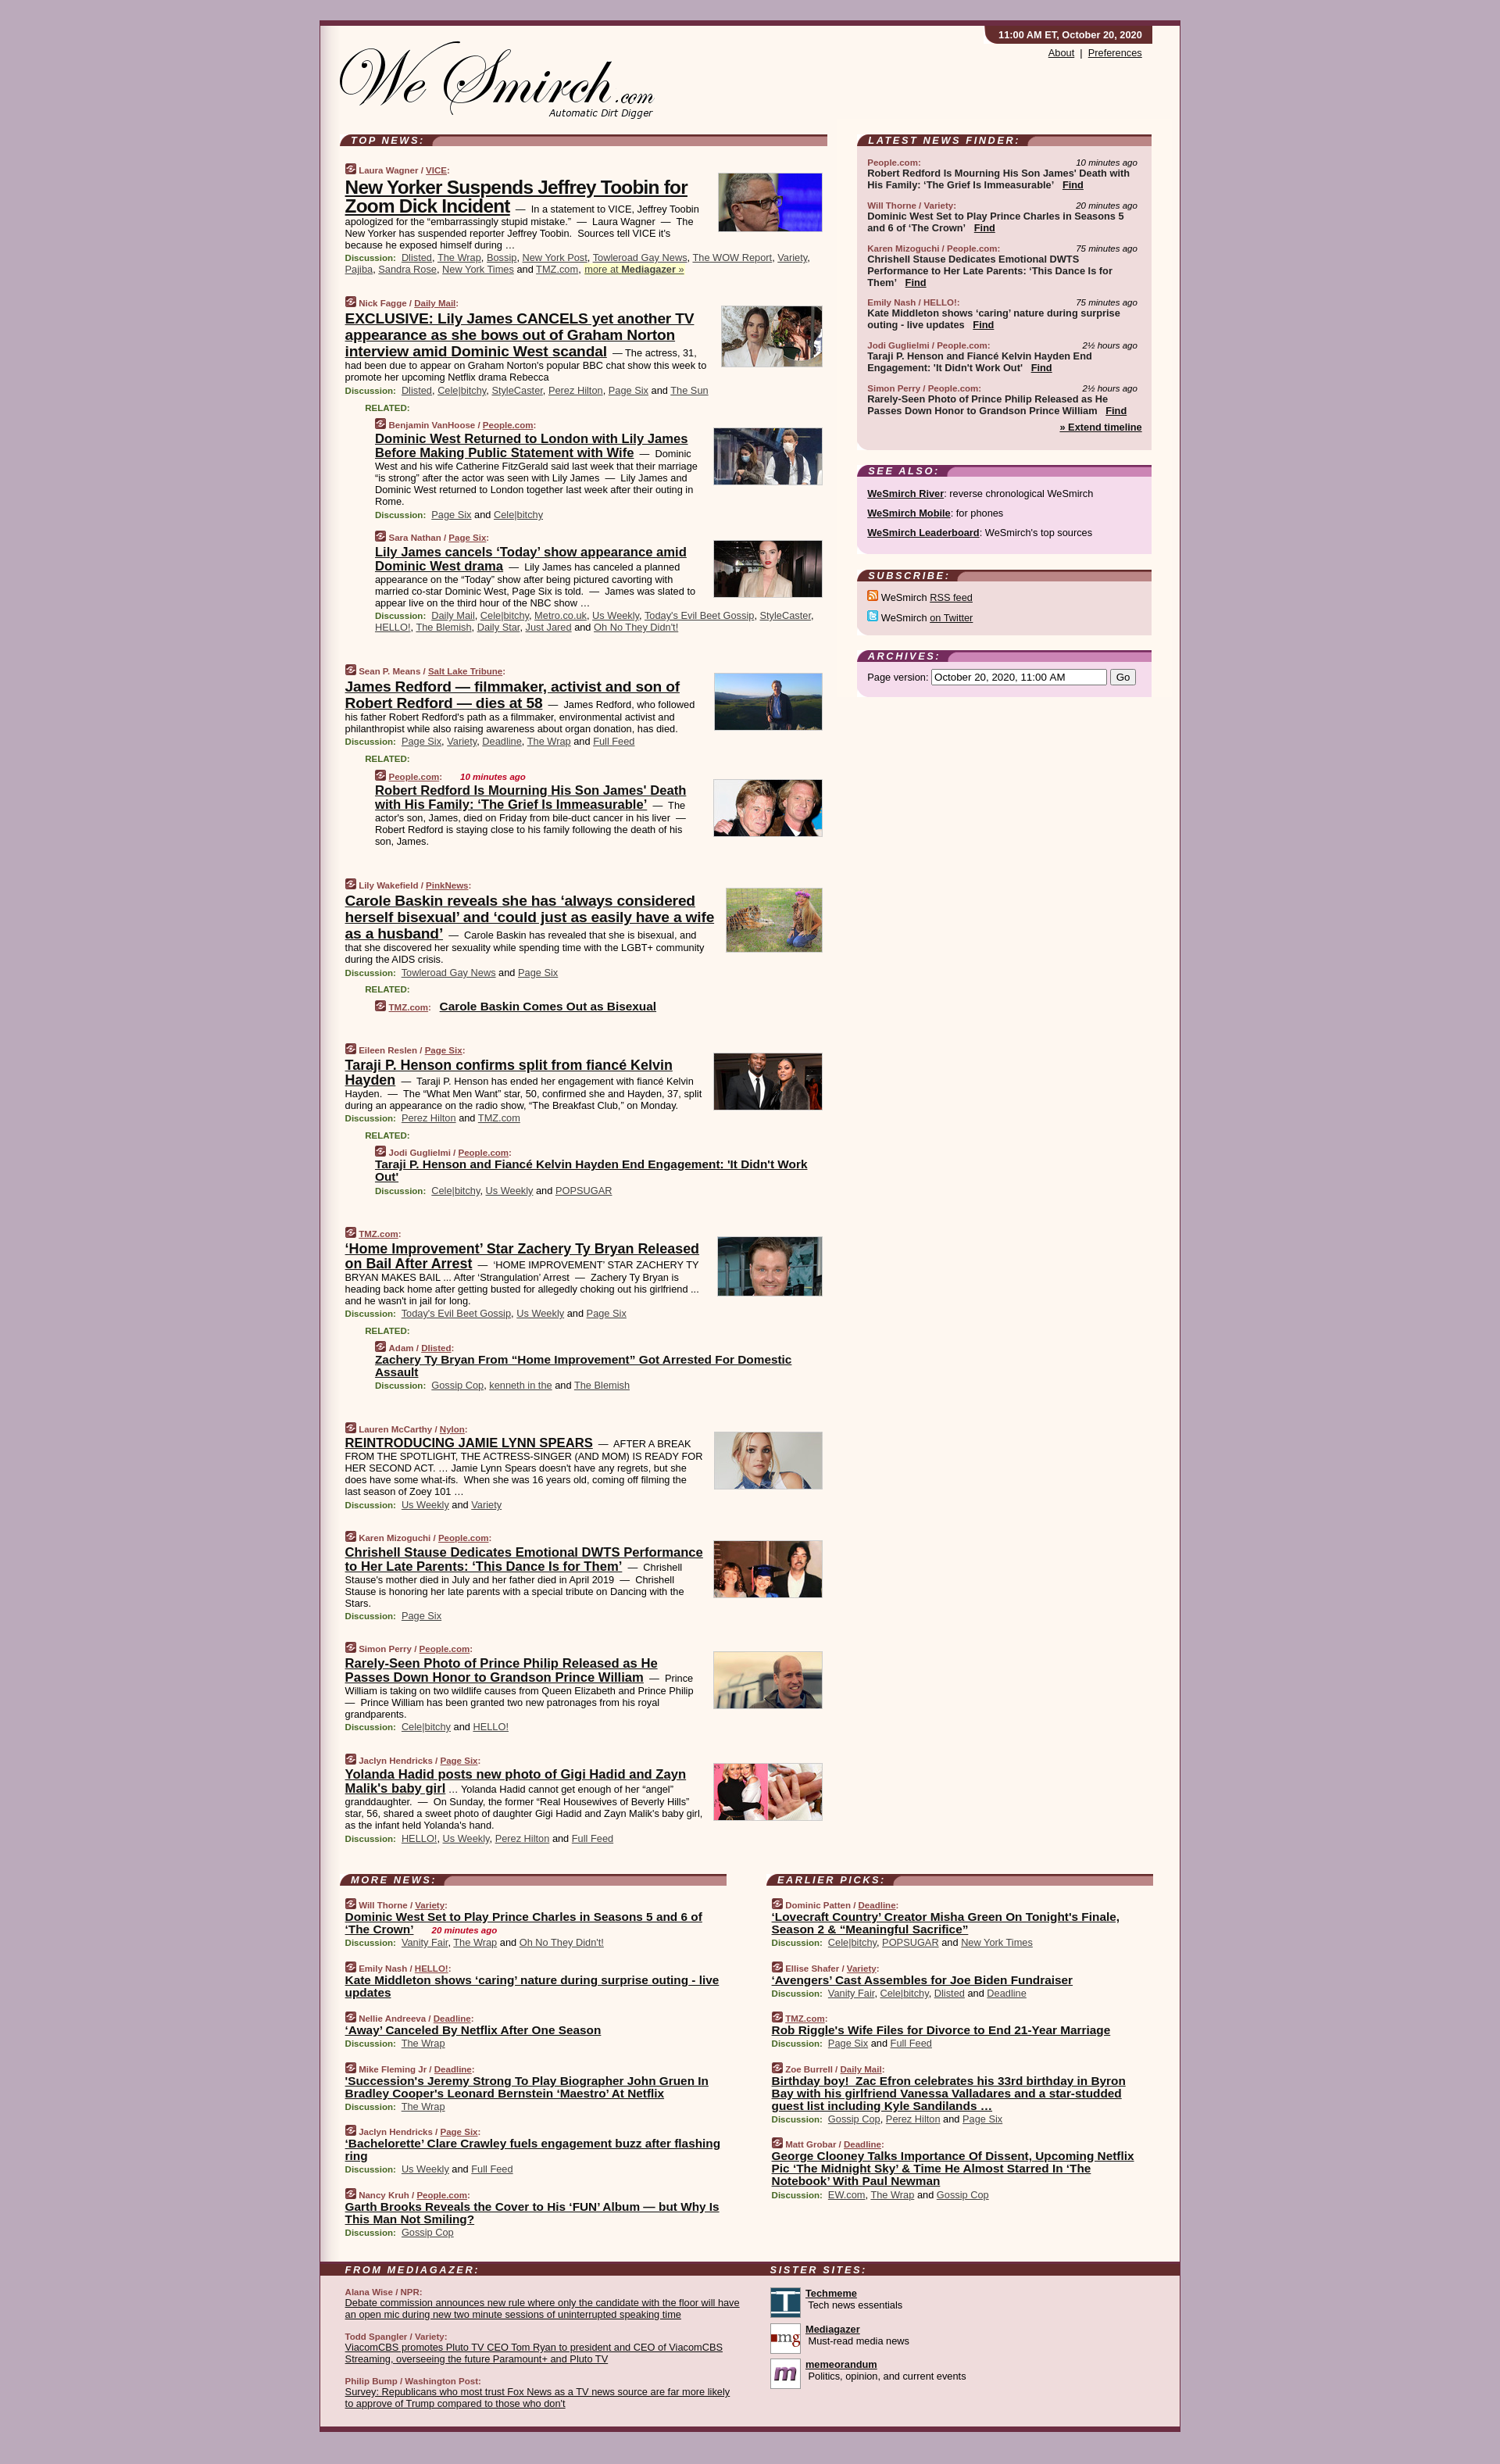 11:00 AM ET, October 20, 2020
About | Preferences
We Smirch .com
Automatic Dirt Digger
TOP NEWS:
Laura Wagner / VICE:
New Yorker Suspends Jeffrey Toobin for
Zoom Dick Incident — In a statement to VICE, Jeffrey Toobin
apologized for the “embarrassingly stupid mistake.” — Laura Wagner — The
New Yorker has suspended reporter Jeffrey Toobin. Sources tell VICE it's
because he exposed himself during …
Discussion: Dlisted, The Wrap, Bossip, New York Post, Towleroad Gay News, The WOW Report, Variety,
Pajiba, Sandra Rose, New York Times and TMZ.com, more at Mediagazer »
Nick Fagge / Daily Mail:
EXCLUSIVE: Lily James CANCELS yet another TV
appearance as she bows out of Graham Norton
interview amid Dominic West scandal — The actress, 31,
had been due to appear on Graham Norton's popular BBC chat show this week to
promote her upcoming Netflix drama Rebecca
Discussion: Dlisted, Cele|bitchy, StyleCaster, Perez Hilton, Page Six and The Sun
RELATED:
Benjamin VanHoose / People.com:
Dominic West Returned to London with Lily James
Before Making Public Statement with Wife — Dominic
West and his wife Catherine FitzGerald said last week that their marriage
“is strong” after the actor was seen with Lily James — Lily James and
Dominic West returned to London together last week after their outing in
Rome.
Discussion: Page Six and Cele|bitchy
Sara Nathan / Page Six:
Lily James cancels ‘Today’ show appearance amid
Dominic West drama — Lily James has canceled a planned
appearance on the “Today” show after being pictured cavorting with
married co-star Dominic West, Page Six is told. — James was slated to
appear live on the third hour of the NBC show …
Discussion: Daily Mail, Cele|bitchy, Metro.co.uk, Us Weekly, Today's Evil Beet Gossip, StyleCaster,
HELLO!, The Blemish, Daily Star, Just Jared and Oh No They Didn't!
Sean P. Means / Salt Lake Tribune:
James Redford — filmmaker, activist and son of
Robert Redford — dies at 58 — James Redford, who followed
his father Robert Redford's path as a filmmaker, environmental activist and
philanthropist while also raising awareness about organ donation, has died.
Discussion: Page Six, Variety, Deadline, The Wrap and Full Feed
RELATED:
People.com: 10 minutes ago
Robert Redford Is Mourning His Son James' Death
with His Family: ‘The Grief Is Immeasurable’ — The
actor's son, James, died on Friday from bile-duct cancer in his liver —
Robert Redford is staying close to his family following the death of his
son, James.
Lily Wakefield / PinkNews:
Carole Baskin reveals she has ‘always considered
herself bisexual’ and ‘could just as easily have a wife
as a husband’ — Carole Baskin has revealed that she is bisexual, and
that she discovered her sexuality while spending time with the LGBT+ community
during the AIDS crisis.
Discussion: Towleroad Gay News and Page Six
RELATED:
TMZ.com: Carole Baskin Comes Out as Bisexual
Eileen Reslen / Page Six:
Taraji P. Henson confirms split from fiancé Kelvin
Hayden — Taraji P. Henson has ended her engagement with fiancé Kelvin
Hayden. — The “What Men Want” star, 50, confirmed she and Hayden, 37, split
during an appearance on the radio show, “The Breakfast Club,” on Monday.
Discussion: Perez Hilton and TMZ.com
RELATED:
Jodi Guglielmi / People.com:
Taraji P. Henson and Fiancé Kelvin Hayden End Engagement: 'It Didn't Work
Out'
Discussion: Cele|bitchy, Us Weekly and POPSUGAR
TMZ.com:
‘Home Improvement’ Star Zachery Ty Bryan Released
on Bail After Arrest — ‘HOME IMPROVEMENT’ STAR ZACHERY TY
BRYAN MAKES BAIL ... After ‘Strangulation’ Arrest — Zachery Ty Bryan is
heading back home after getting busted for allegedly choking out his girlfriend ...
and he wasn't in jail for long.
Discussion: Today's Evil Beet Gossip, Us Weekly and Page Six
RELATED:
Adam / Dlisted:
Zachery Ty Bryan From “Home Improvement” Got Arrested For Domestic
Assault
Discussion: Gossip Cop, kenneth in the and The Blemish
Lauren McCarthy / Nylon:
REINTRODUCING JAMIE LYNN SPEARS — AFTER A BREAK
FROM THE SPOTLIGHT, THE ACTRESS-SINGER (AND MOM) IS READY FOR
HER SECOND ACT. … Jamie Lynn Spears doesn't have any regrets, but she
does have some what-ifs. When she was 16 years old, coming off filming the
last season of Zoey 101 …
Discussion: Us Weekly and Variety
Karen Mizoguchi / People.com:
Chrishell Stause Dedicates Emotional DWTS Performance
to Her Late Parents: ‘This Dance Is for Them’ — Chrishell
Stause's mother died in July and her father died in April 2019 — Chrishell
Stause is honoring her late parents with a special tribute on Dancing with the
Stars.
Discussion: Page Six
Simon Perry / People.com:
Rarely-Seen Photo of Prince Philip Released as He
Passes Down Honor to Grandson Prince William — Prince
William is taking on two wildlife causes from Queen Elizabeth and Prince Philip
— Prince William has been granted two new patronages from his royal
grandparents.
Discussion: Cele|bitchy and HELLO!
Jaclyn Hendricks / Page Six:
Yolanda Hadid posts new photo of Gigi Hadid and Zayn
Malik's baby girl … Yolanda Hadid cannot get enough of her “angel”
granddaughter. — On Sunday, the former “Real Housewives of Beverly Hills”
star, 56, shared a sweet photo of daughter Gigi Hadid and Zayn Malik's baby girl,
as the infant held Yolanda's hand.
Discussion: HELLO!, Us Weekly, Perez Hilton and Full Feed
LATEST NEWS FINDER:
People.com: 10 minutes ago
Robert Redford Is Mourning His Son James' Death with
His Family: ‘The Grief Is Immeasurable’ Find
Will Thorne / Variety: 20 minutes ago
Dominic West Set to Play Prince Charles in Seasons 5
and 6 of ‘The Crown’ Find
Karen Mizoguchi / People.com: 75 minutes ago
Chrishell Stause Dedicates Emotional DWTS
Performance to Her Late Parents: ‘This Dance Is for
Them’ Find
Emily Nash / HELLO!: 75 minutes ago
Kate Middleton shows ‘caring’ nature during surprise
outing - live updates Find
Jodi Guglielmi / People.com: 2½ hours ago
Taraji P. Henson and Fiancé Kelvin Hayden End
Engagement: 'It Didn't Work Out' Find
Simon Perry / People.com: 2½ hours ago
Rarely-Seen Photo of Prince Philip Released as He
Passes Down Honor to Grandson Prince William Find
» Extend timeline
SEE ALSO:
WeSmirch River: reverse chronological WeSmirch
WeSmirch Mobile: for phones
WeSmirch Leaderboard: WeSmirch's top sources
SUBSCRIBE:
WeSmirch RSS feed
WeSmirch on Twitter
ARCHIVES:
Page version: October 20, 2020, 11:00 AM Go
MORE NEWS:
Will Thorne / Variety:
Dominic West Set to Play Prince Charles in Seasons 5 and 6 of
‘The Crown’ 20 minutes ago
Discussion: Vanity Fair, The Wrap and Oh No They Didn't!
Emily Nash / HELLO!:
Kate Middleton shows ‘caring’ nature during surprise outing - live
updates
Nellie Andreeva / Deadline:
‘Away’ Canceled By Netflix After One Season
Discussion: The Wrap
Mike Fleming Jr / Deadline:
'Succession's Jeremy Strong To Play Biographer John Gruen In
Bradley Cooper's Leonard Bernstein ‘Maestro’ At Netflix
Discussion: The Wrap
Jaclyn Hendricks / Page Six:
‘Bachelorette’ Clare Crawley fuels engagement buzz after flashing
ring
Discussion: Us Weekly and Full Feed
Nancy Kruh / People.com:
Garth Brooks Reveals the Cover to His ‘FUN’ Album — but Why Is
This Man Not Smiling?
Discussion: Gossip Cop
EARLIER PICKS:
Dominic Patten / Deadline:
‘Lovecraft Country’ Creator Misha Green On Tonight's Finale,
Season 2 & “Meaningful Sacrifice”
Discussion: Cele|bitchy, POPSUGAR and New York Times
Ellise Shafer / Variety:
‘Avengers’ Cast Assembles for Joe Biden Fundraiser
Discussion: Vanity Fair, Cele|bitchy, Dlisted and Deadline
TMZ.com:
Rob Riggle's Wife Files for Divorce to End 21-Year Marriage
Discussion: Page Six and Full Feed
Zoe Burrell / Daily Mail:
Birthday boy! Zac Efron celebrates his 33rd birthday in Byron
Bay with his girlfriend Vanessa Valladares and a star-studded
guest list including Kyle Sandilands …
Discussion: Gossip Cop, Perez Hilton and Page Six
Matt Grobar / Deadline:
George Clooney Talks Importance Of Dissent, Upcoming Netflix
Pic ‘The Midnight Sky’ & Time He Almost Starred In ‘The
Notebook’ With Paul Newman
Discussion: EW.com, The Wrap and Gossip Cop
FROM MEDIAGAZER:
Alana Wise / NPR:
Debate commission announces new rule where only the candidate with the floor will have
an open mic during new two minute sessions of uninterrupted speaking time
Todd Spangler / Variety:
ViacomCBS promotes Pluto TV CEO Tom Ryan to president and CEO of ViacomCBS
Streaming, overseeing the future Paramount+ and Pluto TV
Philip Bump / Washington Post:
Survey: Republicans who most trust Fox News as a TV news source are far more likely
to approve of Trump compared to those who don't
SISTER SITES:
T
Techmeme
Tech news essentials
mg
Mediagazer
Must-read media news
m
memeorandum
Politics, opinion, and current events